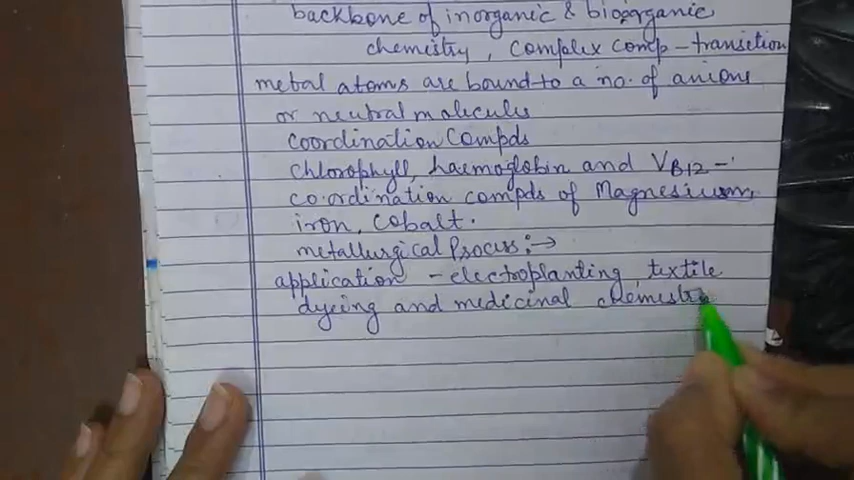 backbone of inorganic & bioorganic
chemistry, complex comp - transition
metal atoms are bound to a no. of anions
or neutral molicules
coordination Compds
chlorophyll, haemoglobin and VB12 -
co.ordination compds of Magnesium,
iron, cobalt.
metallurgical Process :→
application - electroplanting, textile
dyeing and medicinal chemistry